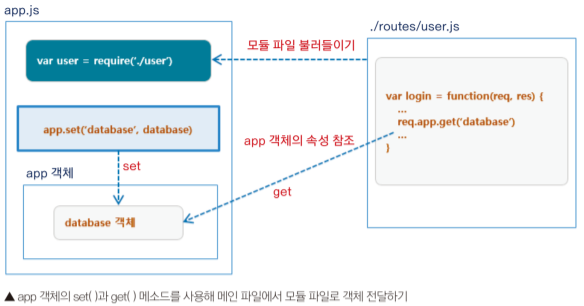 app.js
var user = require('./user')
모듈 파일 불러들이기
./routes/user.js
var login = function(req, res) {
...
req.app.get('database')
...
}
app.set('database', database)
app 객체의 속성 참조
set
app 객체
get
database 객체
▲ app 객체의 set( )과 get( ) 메소드를 사용해 메인 파일에서 모듈 파일로 객체 전달하기